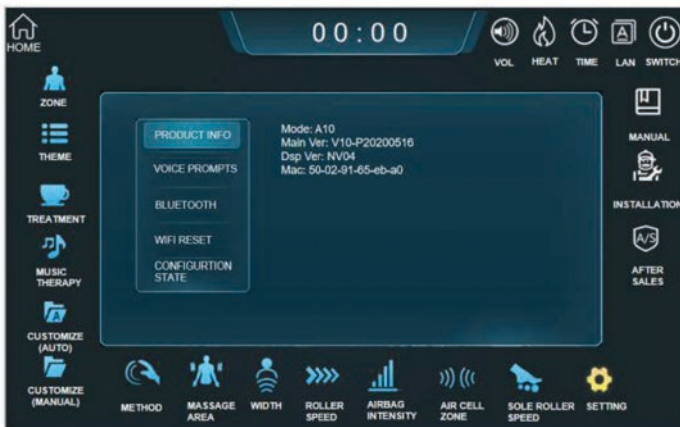 00:00
HOME
VOL HEAT TIME LAN SWITCH
A
ZONE
THEME
TREATMENT
MUSIC
THERAPY
A
CUSTOMIZE
(AUTO)
CUSTOMIZE
(MANUAL)
PRODUCT INFO
VOICE PROMPTS
BLUETOOTH
WIFI RESET
CONFIGURTION
STATE
Mode: A10
Main Ver: V10-P20200516
Dsp Ver: NV04
Mac: 50-02-91-65-eb-a0
MANUAL
INSTALLATION
A/S
AFTER
SALES
METHOD
MASSAGE
AREA
WIDTH
ROLLER
SPEED
AIRBAG
INTENSITY
AIR CELL
ZONE
SOLE ROLLER
SPEED
SETTING